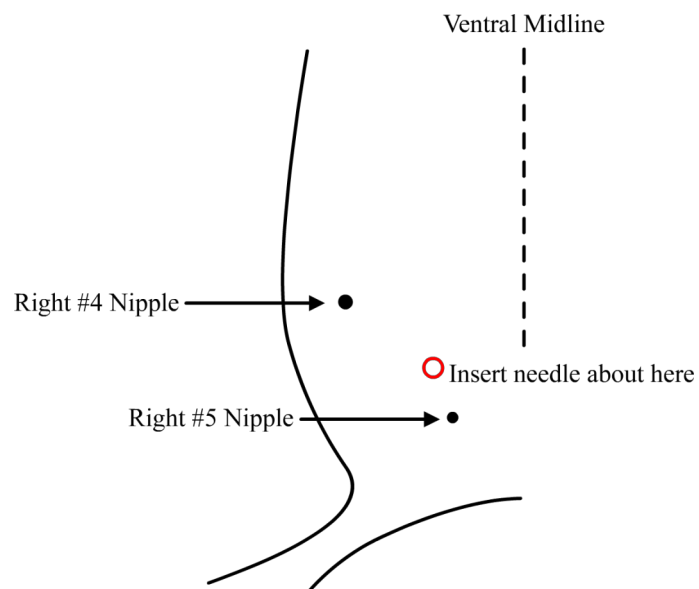 Ventral Midline
Right #4 Nipple
Insert needle about here
Right #5 Nipple